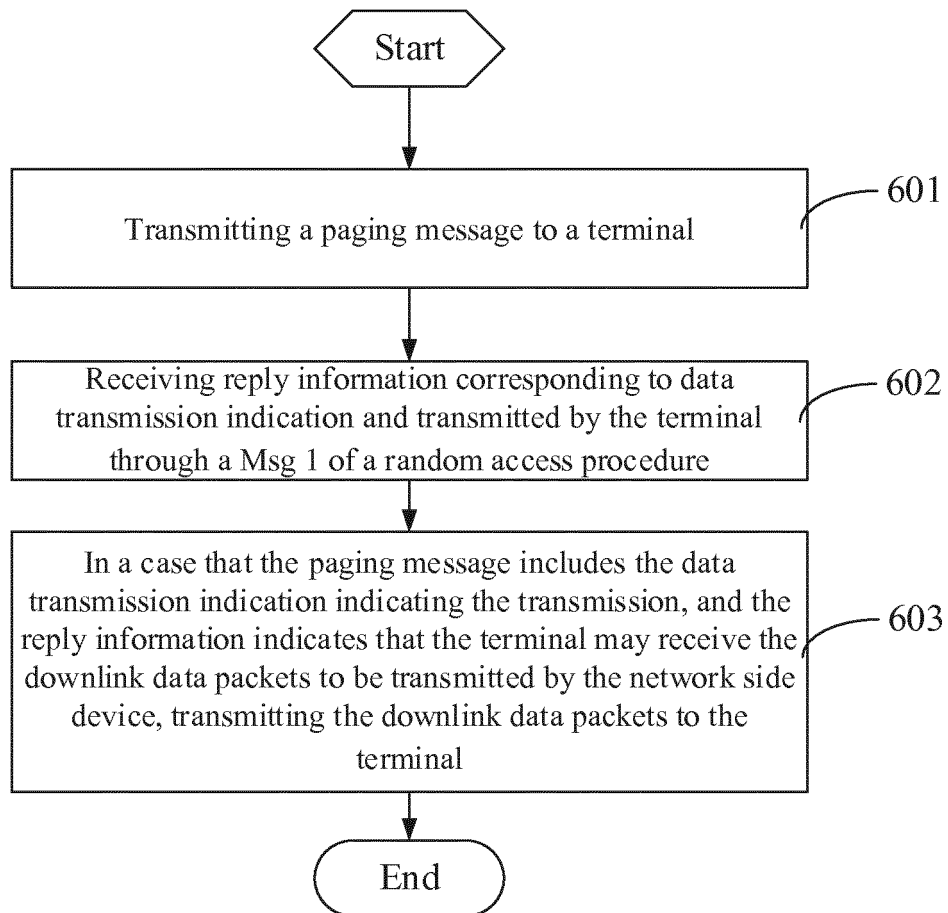 Start
Transmitting a paging message to a terminal
601
Receiving reply information corresponding to data
transmission indication and transmitted by the terminal
through a Msg 1 of a random access procedure
602
In a case that the paging message includes the data
transmission indication indicating the transmission, and the
reply information indicates that the terminal may receive the
downlink data packets to be transmitted by the network side
device, transmitting the downlink data packets to the
terminal
603
End